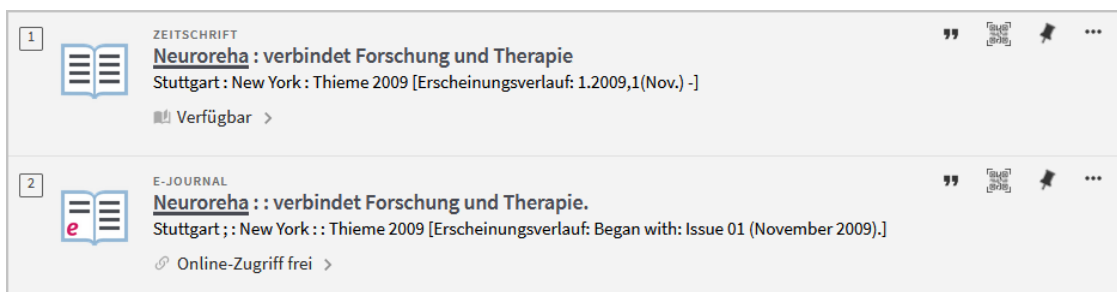 1
ZEITSCHRIFT
Neuroreha : verbindet Forschung und Therapie
Stuttgart : New York : Thieme 2009 [Erscheinungsverlauf: 1.2009,1(Nov.) -]
Verfügbar >
2
E-JOURNAL
Neuroreha : : verbindet Forschung und Therapie.
e
Stuttgart ; : New York : : Thieme 2009 [Erscheinungsverlauf: Began with: Issue 01 (November 2009).]
Online-Zugriff frei >